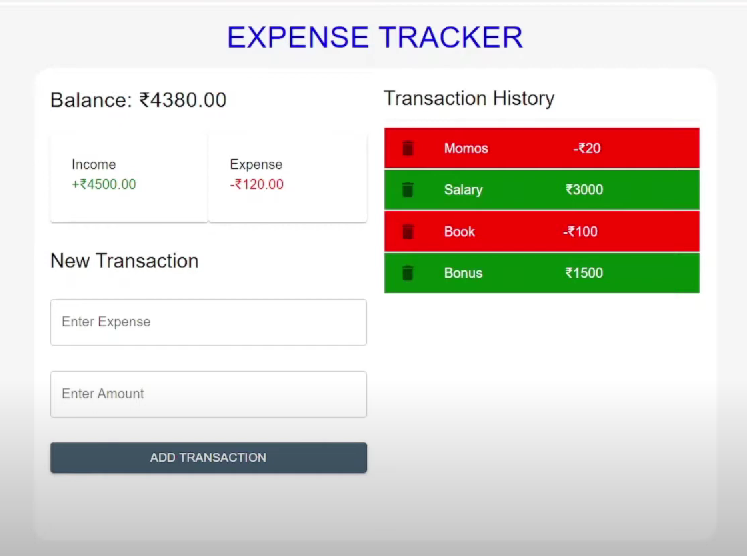 EXPENSE TRACKER
Balance: ₹4380.00
Income
+₹4500.00
Expense
-₹120.00
New Transaction
Enter Expense
Enter Amount
ADD TRANSACTION
Transaction History
Momos -₹20
Salary ₹3000
Book -₹100
Bonus ₹1500